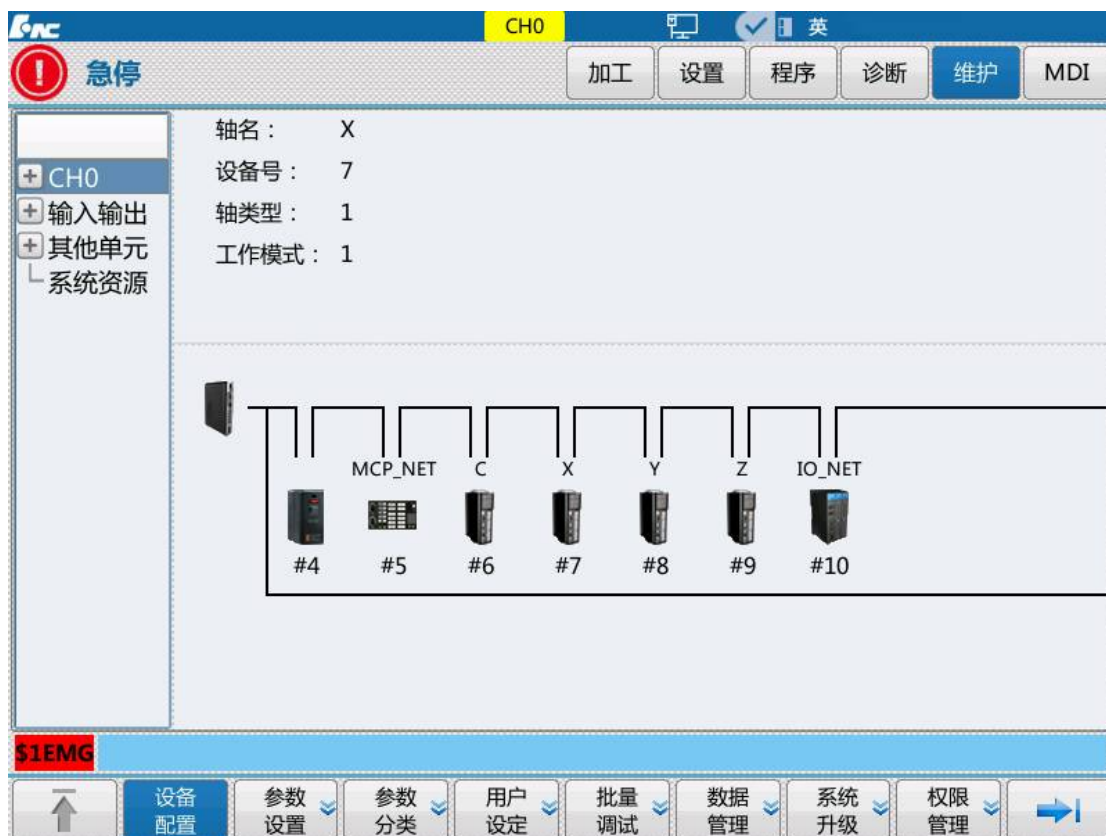 HNC CH0 英
急停 加工 设置 程序 诊断 维护 MDI
轴名： X
CH0 设备号： 7
输入输出 轴类型： 1
其他单元 工作模式： 1
系统资源
MCP_NET C X Y Z IO_NET
#4 #5 #6 #7 #8 #9 #10
$1EMG
设备 参数 参数 用户 批量 数据 系统 权限
配置 设置 分类 设定 调试 管理 升级 管理